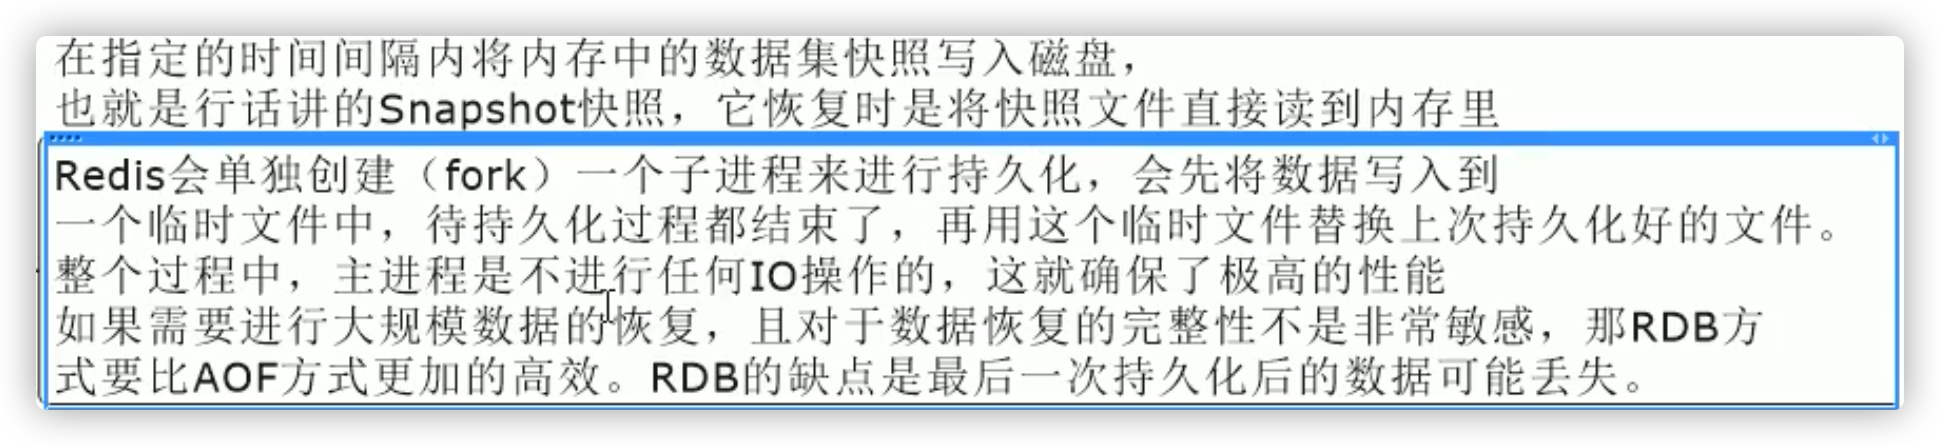 在指定的时间间隔内将内存中的数据集快照写入磁盘，
也就是行话讲的Snapshot快照，它恢复时是将快照文件直接读到内存里
Redis会单独创建（fork）一个子进程来进行持久化，会先将数据写入到
一个临时文件中，待持久化过程都结束了，再用这个临时文件替换上次持久化好的文件。
整个过程中，主进程是不进行任何IO操作的，这就确保了极高的性能
如果需要进行大规模数据的恢复，且对于数据恢复的完整性不是非常敏感，那RDB方
式要比AOF方式更加的高效。RDB的缺点是最后一次持久化后的数据可能丢失。